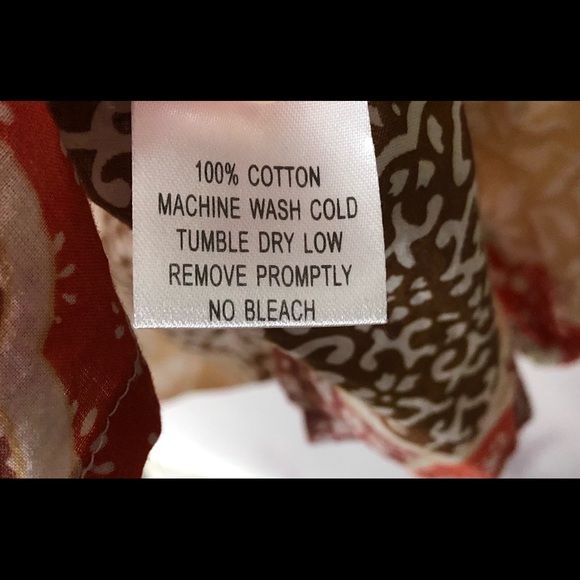 100% COTTON
MACHINE WASH COLD
TUMBLE DRY LOW
REMOVE PROMPTLY
NO BLEACH